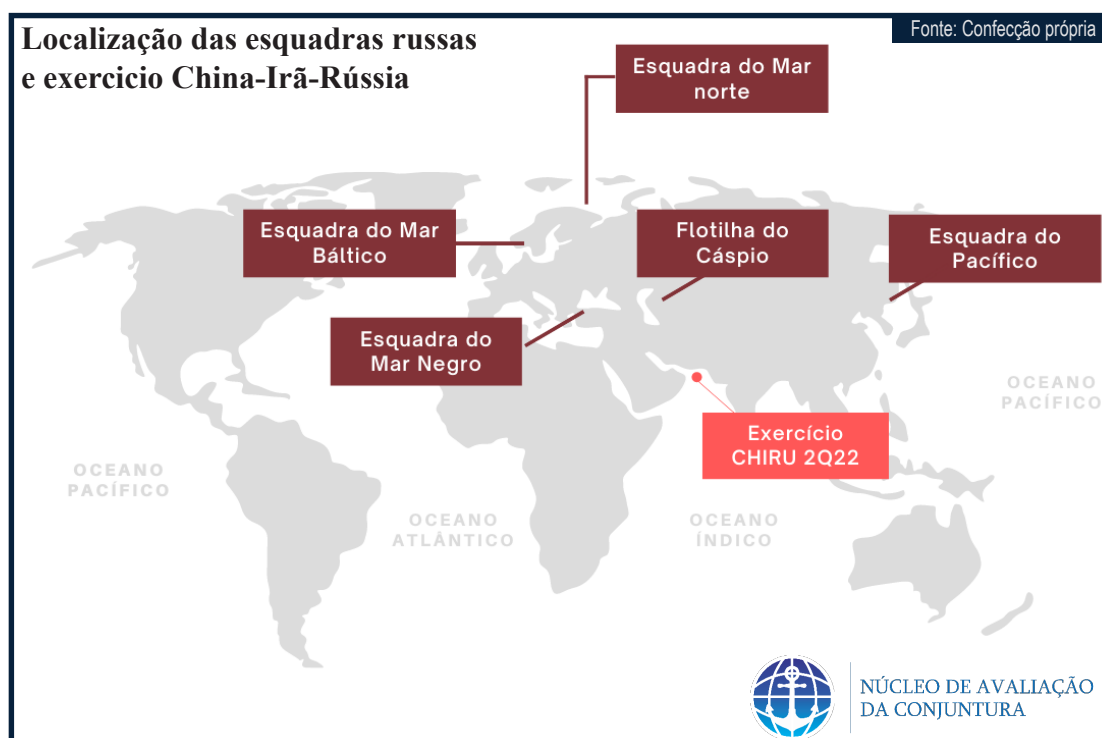 Localização das esquadras russas
e exercicio China-Irã-Rússia
Fonte: Confecção própria
Esquadra do Mar
norte
Esquadra do Mar
Báltico
Flotilha do
Cáspio
Esquadra do
Pacífico
Esquadra do
Mar Negro
OCEANO
PACÍFICO
Exercício
CHIRU 2Q22
OCEANO
PACÍFICO
OCEANO
ATLÂNTICO
OCEANO
ÍNDICO
NÚCLEO DE AVALIAÇÃO
DA CONJUNTURA